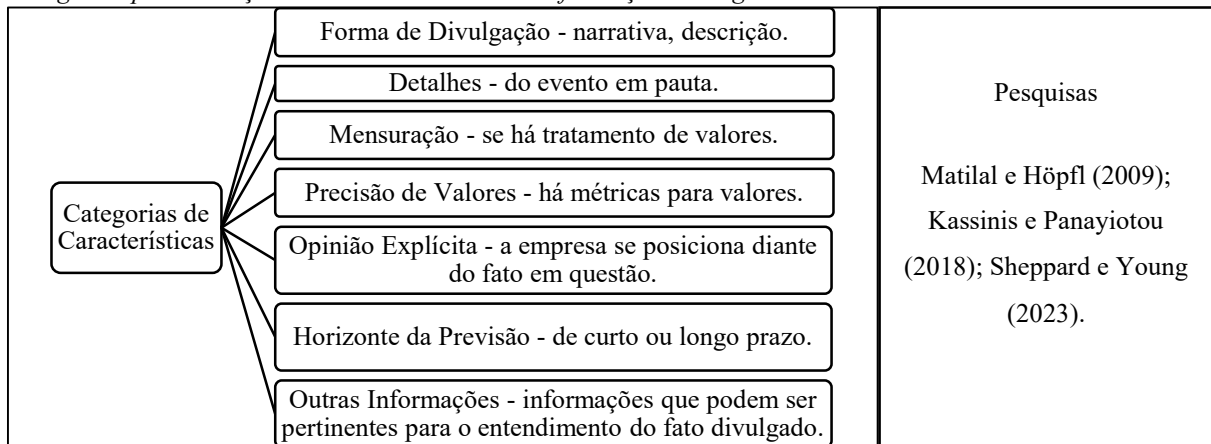 Forma de Divulgação - narrativa, descrição.
Detalhes - do evento em pauta.
Mensuração - se há tratamento de valores.
Precisão de Valores - há métricas para valores.
Categorias de
Características
Opinião Explícita - a empresa se posiciona diante
do fato em questão.
Horizonte da Previsão - de curto ou longo prazo.
Outras Informações - informações que podem ser
pertinentes para o entendimento do fato divulgado.
Pesquisas
Matilal e Höpfl (2009);
Kassinis e Panayiotou
(2018); Sheppard e Young
(2023).